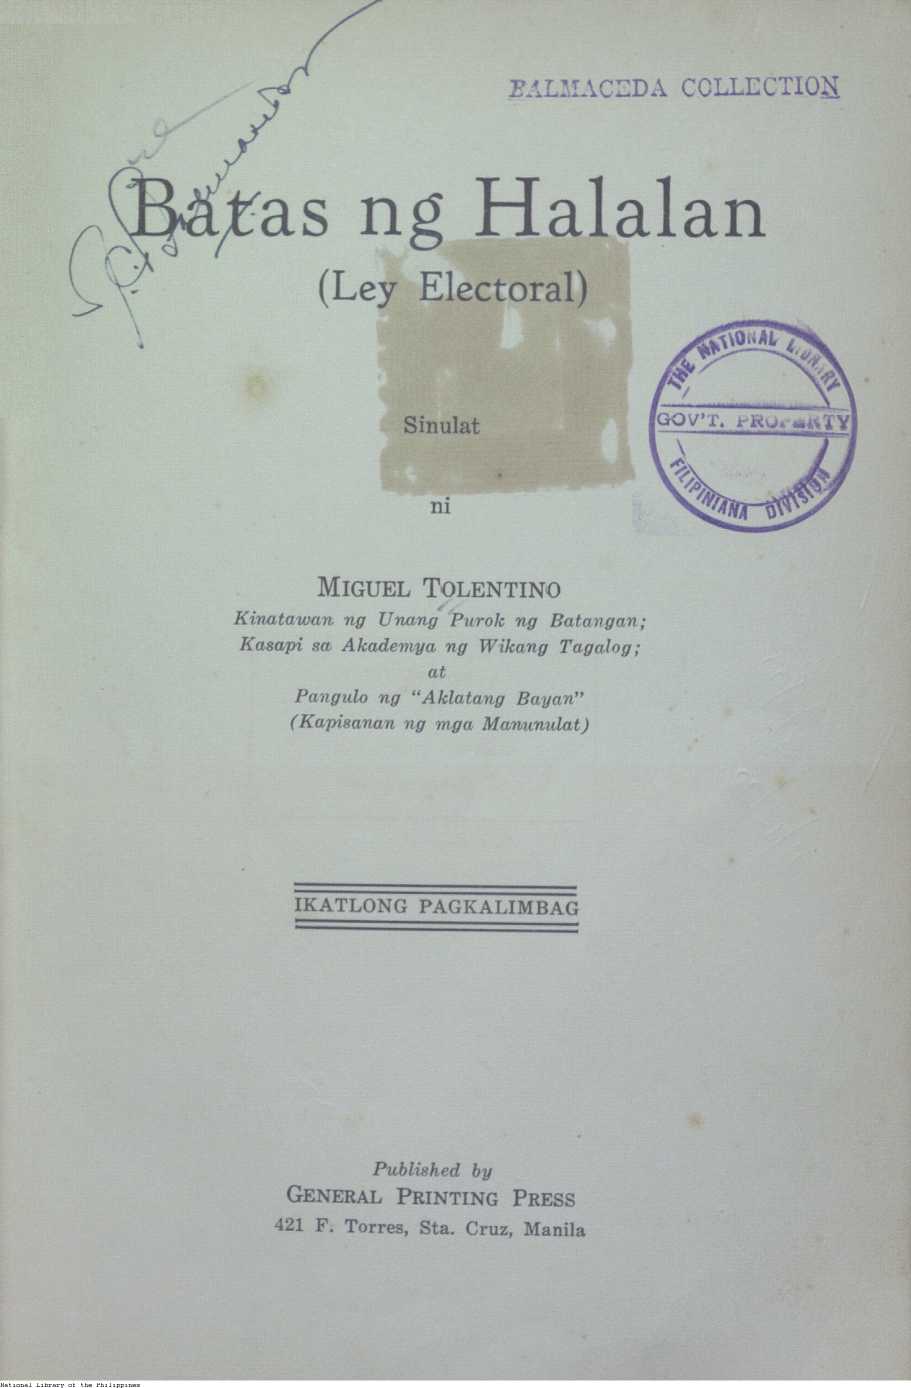 BALMACEDA COLLECTION
Batas ng Halalan
(Ley Electoral)
THE NATIONAL LIBRARY
GOV'T. PROPERTY
FILIPINIANA DIVISION
Sinulat
ni
MIGUEL TOLENTINO
Kinatawan ng Unang Purok ng Batangan;
Kasapi sa Akademya ng Wikang Tagalog;
at
Pangulo ng "Aklatang Bayan"
(Kapisanan ng mga Manunulat)
IKATLONG PAGKALIMBAG
Published by
GENERAL PRINTING PRESS
421 F. Torres, Sta. Cruz, Manila
National Library of the Philippines